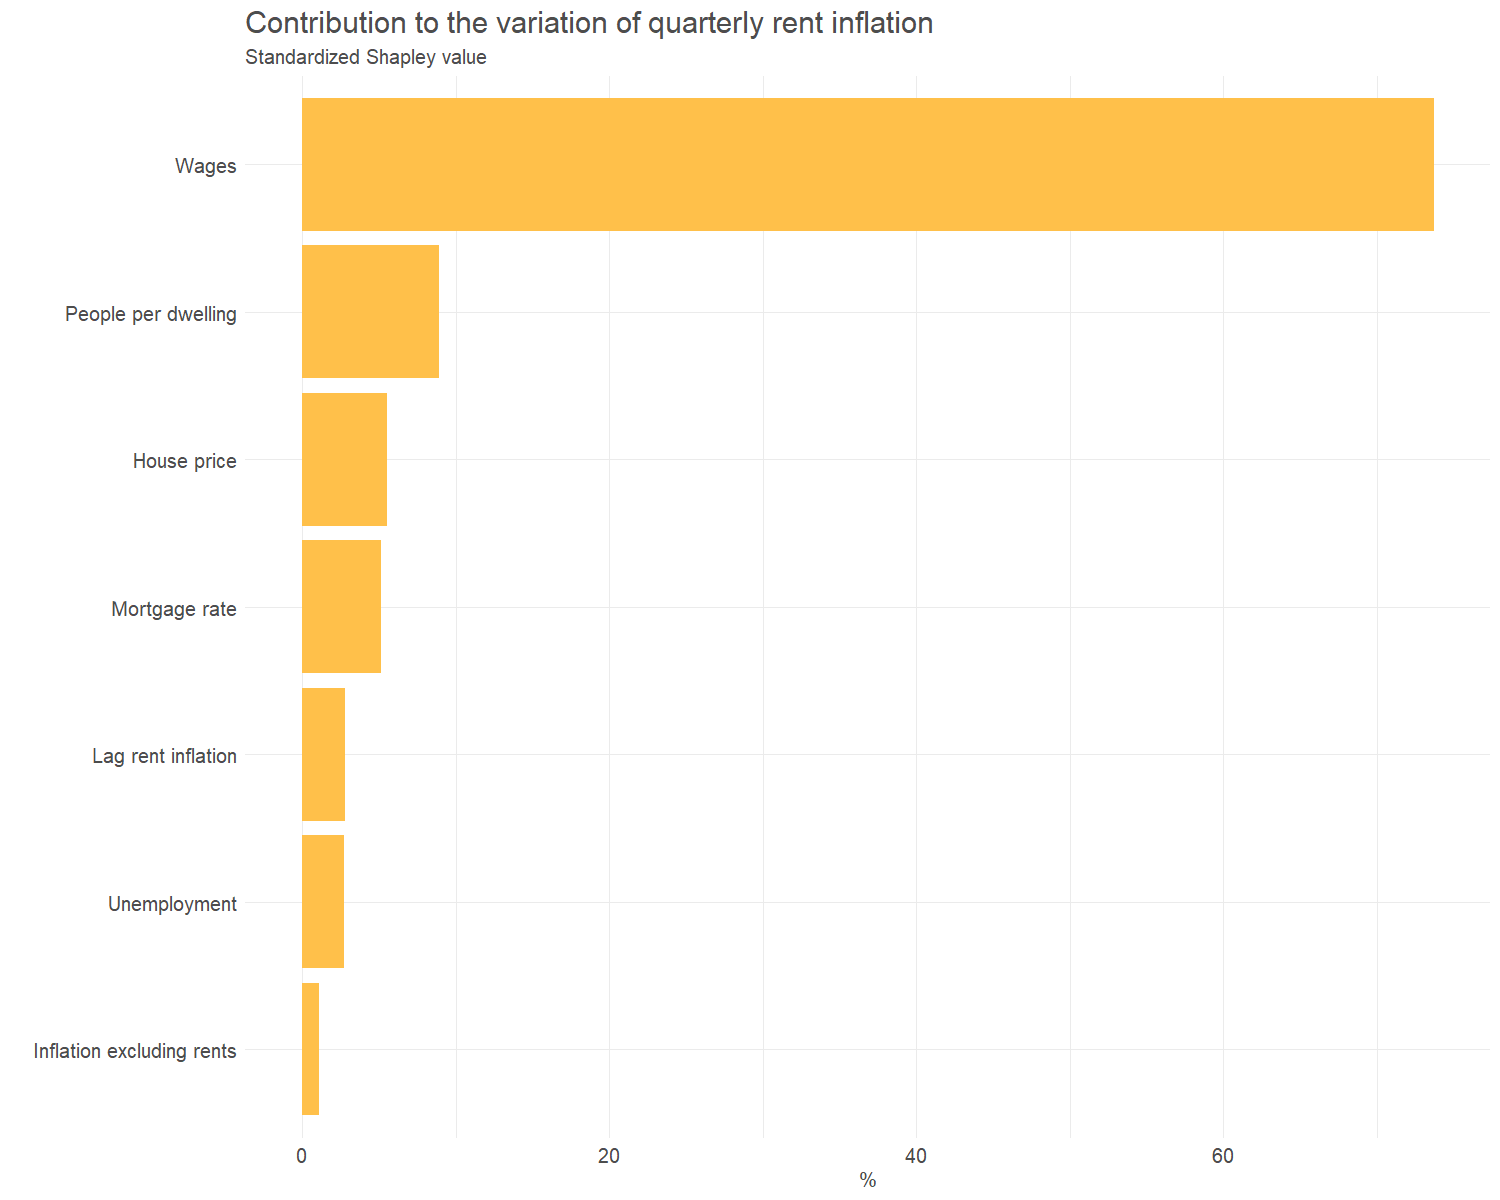 Contribution to the variation of quarterly rent inflation
Standardized Shapley value
Wages
People per dwelling
House price
Mortgage rate
Lag rent inflation
Unemployment
Inflation excluding rents
0 20 40 60
%